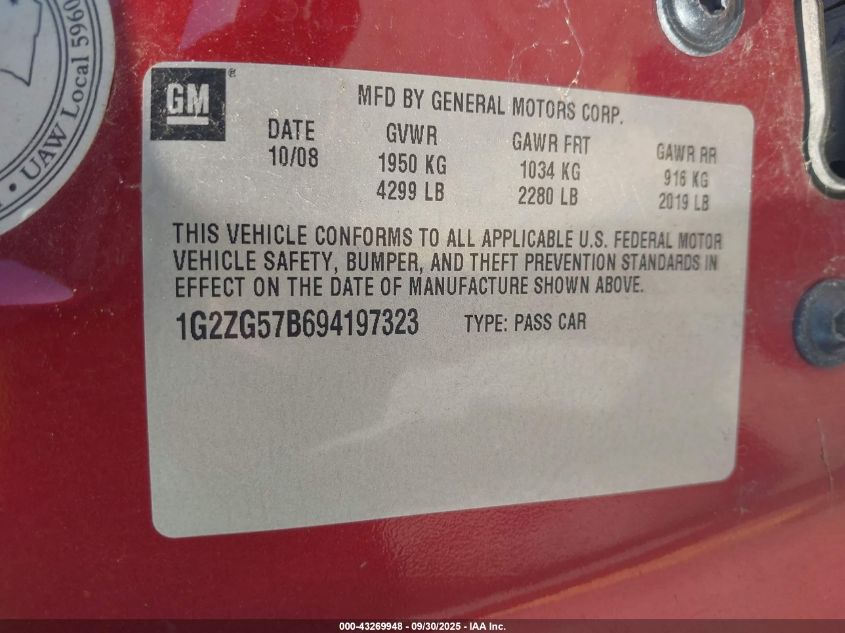 UAW Local 5960
GM®
MFD BY GENERAL MOTORS CORP.
DATE GVWR GAWR FRT GAWR RR
10/08 1950 KG 1034 KG 916 KG
4299 LB 2280 LB 2019 LB
THIS VEHICLE CONFORMS TO ALL APPLICABLE U.S. FEDERAL MOTOR
VEHICLE SAFETY, BUMPER, AND THEFT PREVENTION STANDARDS IN
EFFECT ON THE DATE OF MANUFACTURE SHOWN ABOVE.
1G2ZG57B694197323 TYPE: PASS CAR
000-43269948 - 09/30/2025 - IAA Inc.